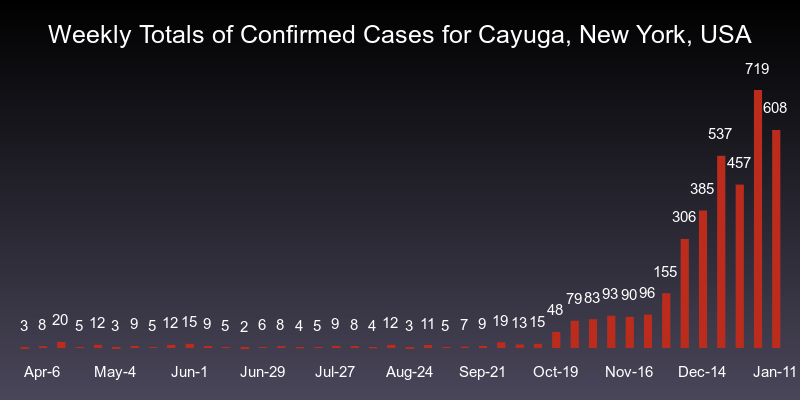 Weekly Totals of Confirmed Cases for Cayuga, New York, USA
3 8 20 5 12 3 9 5 12 15 9 5 2 6 8 4 5 9 8 4 12 3 11 5 7 9 19 13 15 48 79 83 93 90 96 155 306 385 537 457 719 608
Apr-6 May-4 Jun-1 Jun-29 Jul-27 Aug-24 Sep-21 Oct-19 Nov-16 Dec-14 Jan-11